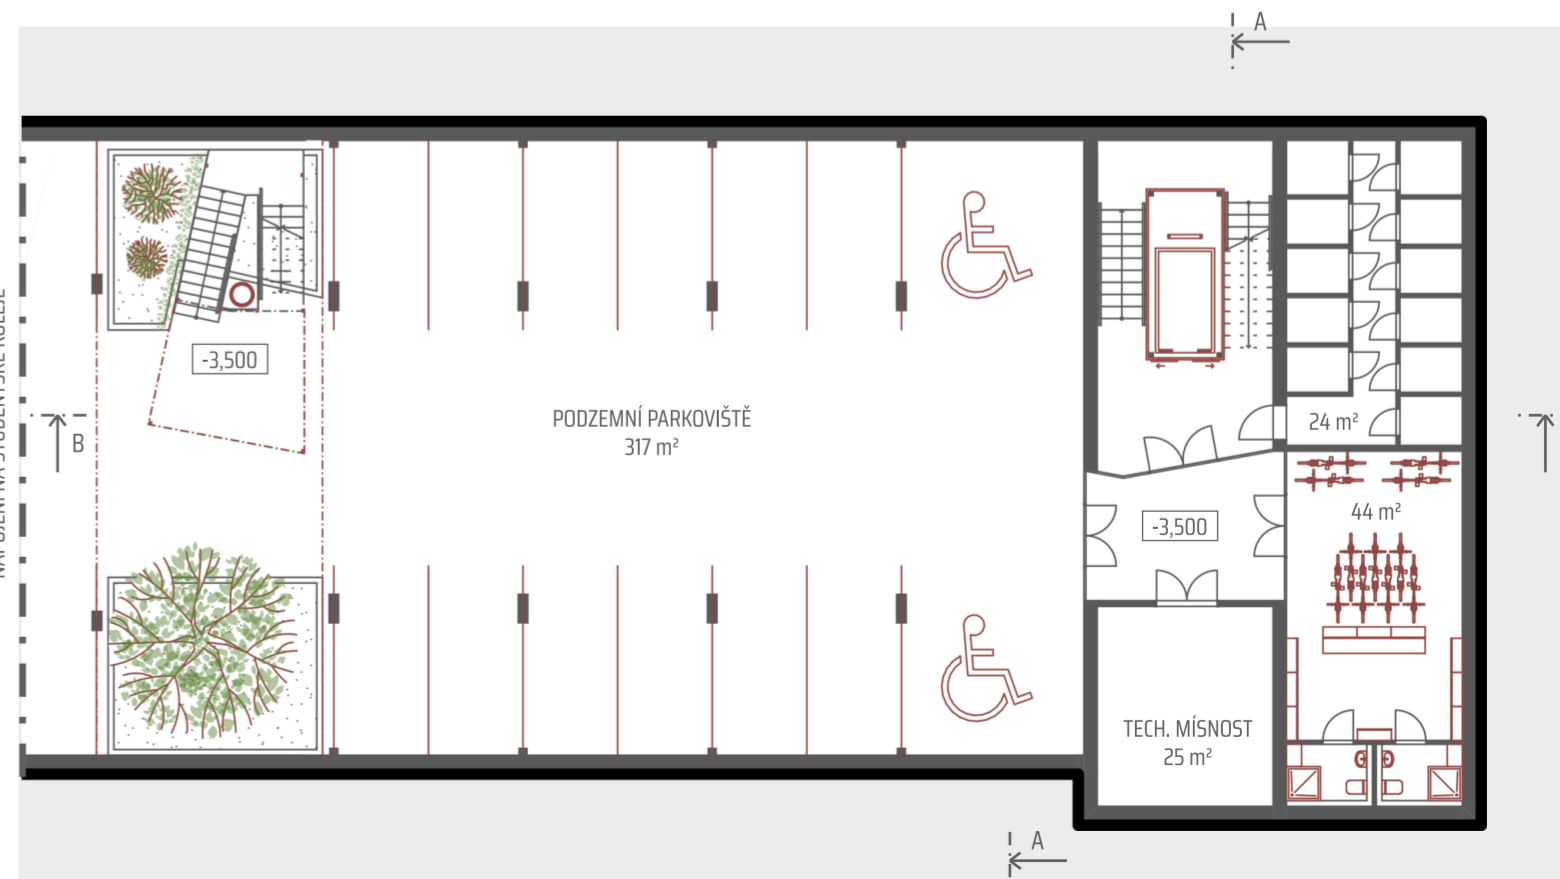 A
-3,500
PODZEMNÍ PARKOVIŠTĚ
317 m²
B
24 m²
44 m²
-3,500
TECH. MÍSNOST
25 m²
A